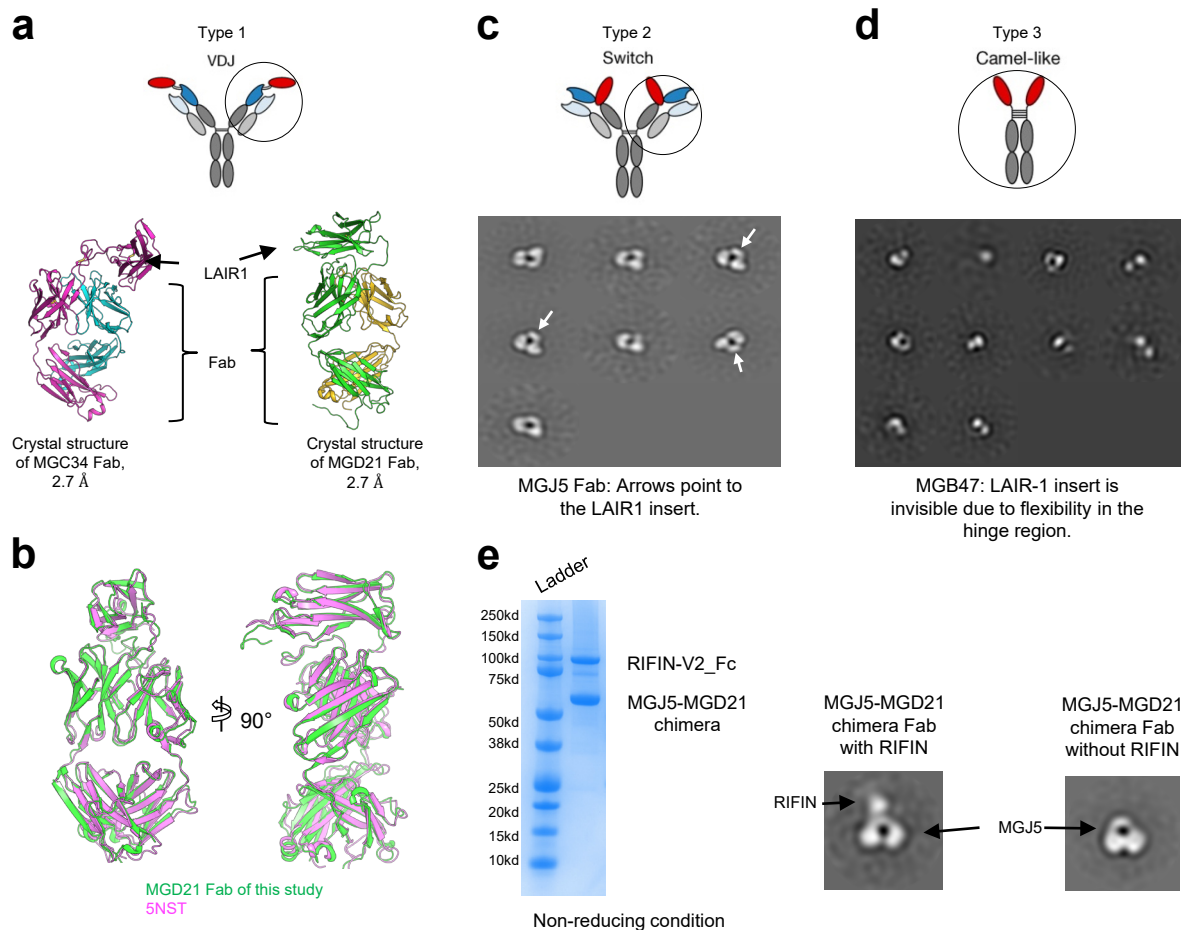 a
Type 1
VDJ
LAIR1
Fab
Crystal structure
of MGC34 Fab,
2.7 Å
Crystal structure
of MGD21 Fab,
2.7 Å
c
Type 2
Switch
MGJ5 Fab: Arrows point to
the LAIR1 insert.
d
Type 3
Camel-like
MGB47: LAIR-1 insert is
invisible due to flexibility in the
hinge region.
b
90°
MGD21 Fab of this study
5NST
e
Ladder
250kd
150kd
100kd
75kd
50kd
38kd
25kd
20kd
15kd
10kd
RIFIN-V2_Fc
MGJ5-MGD21
chimera
Non-reducing condition
MGJ5-MGD21
chimera Fab
with RIFIN
RIFIN
MGJ5
MGJ5-MGD21
chimera Fab
without RIFIN